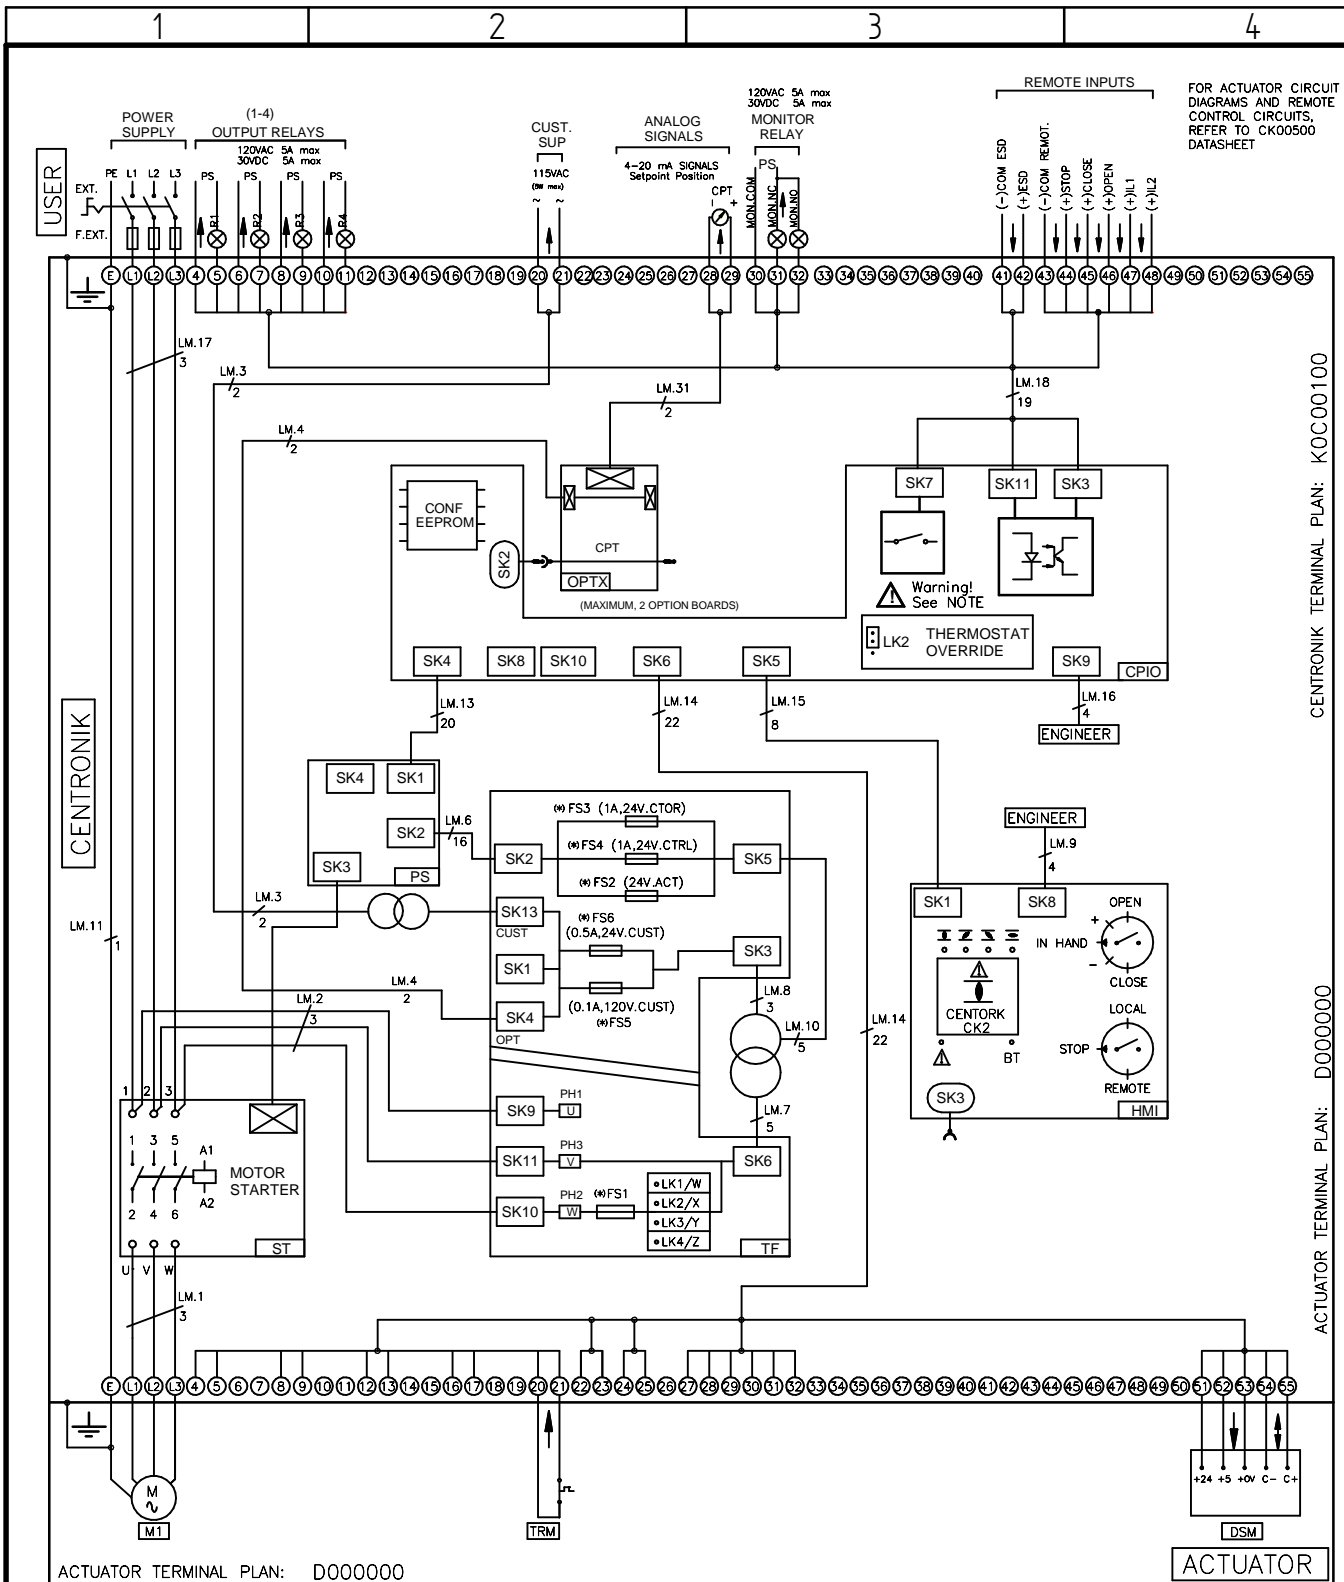 1 2 3 4
USER
POWER
SUPPLY
PE L1 L2 L3
EXT.
F.EXT.
(1-4)
OUTPUT RELAYS
120VAC 5A max
30VDC 5A max
PS PS PS PS
R1 R2 R3 R4
CUST.
SUP
115VAC
(8W max)
~ ~
ANALOG
SIGNALS
4-20 mA SIGNALS
Setpoint Position
CPT
- +
120VAC 5A max
30VDC 5A max
MONITOR
RELAY
PS
MON.COM
MON.NC
MON.NO
REMOTE INPUTS
(-)COM ESD
(+)ESD
(-)COM REMOT.
(+)STOP
(+)CLOSE
(+)OPEN
(+)IL1
(+)IL2
FOR ACTUATOR CIRCUIT
DIAGRAMS AND REMOTE
CONTROL CIRCUITS,
REFER TO CK00500
DATASHEET
E L1 L2 L3 4 5 6 7 8 9 10 11 12 13 14 15 16 17 18 19 20 21 22 23 24 25 26 27 28 29 30 31 32 33 34 35 36 37 38 39 40 41 42 43 44 45 46 47 48 49 50 51 52 53 54 55
LM.17
3
LM.3
2
LM.31
2
LM.18
19
LM.4
2
CENTRONIK TERMINAL PLAN: K0C00100
CONF
EEPROM
SK2
CPT
OPTX
(MAXIMUM, 2 OPTION BOARDS)
SK7 SK11 SK3
Warning!
See NOTE
LK2
THERMOSTAT
OVERRIDE
SK4 SK8 SK10 SK6 SK5 SK9
CPIO
LM.13
20
LM.14
22
LM.15
8
LM.16
4
ENGINEER
CENTRONIK
SK4 SK1
SK2
SK3
PS
LM.6
16
LM.3
2
LM.11
1
(*)FS3 (1A,24V.CTOR)
(*)FS4 (1A,24V.CTRL)
(*)FS2 (24V.ACT)
SK2 SK5
SK13
CUST
(*)FS6
(0.5A,24V.CUST)
SK1
SK3
SK4
OPT
(0.1A,120V.CUST)
(*)FS5
LM.4
2
LM.2
3
LM.8
3
LM.10
5
LM.14
22
LM.7
5
SK9
PH1
U
SK11
PH3
V
SK6
SK10
PH2
W
(*)FS1
LK1/W
LK2/X
LK3/Y
LK4/Z
TF
ENGINEER
LM.9
4
SK1 SK8
OPEN
+
IN HAND
-
CLOSE
CENTORK
CK2
BT
LOCAL
STOP
REMOTE
SK3
HMI
1 2 3
1 3 5
A1
A2
2 4 6
MOTOR
STARTER
ST
U V W
LM.1
3
ACTUATOR TERMINAL PLAN: D000000
E L1 L2 L3 4 5 6 7 8 9 10 11 12 13 14 15 16 17 18 19 20 21 22 23 24 25 26 27 28 29 30 31 32 33 34 35 36 37 38 39 40 41 42 43 44 45 46 47 48 49 50 51 52 53 54 55
M
~
M1
TRM
+24 +5 +0V C- C+
DSM
ACTUATOR TERMINAL PLAN: D000000
ACTUATOR